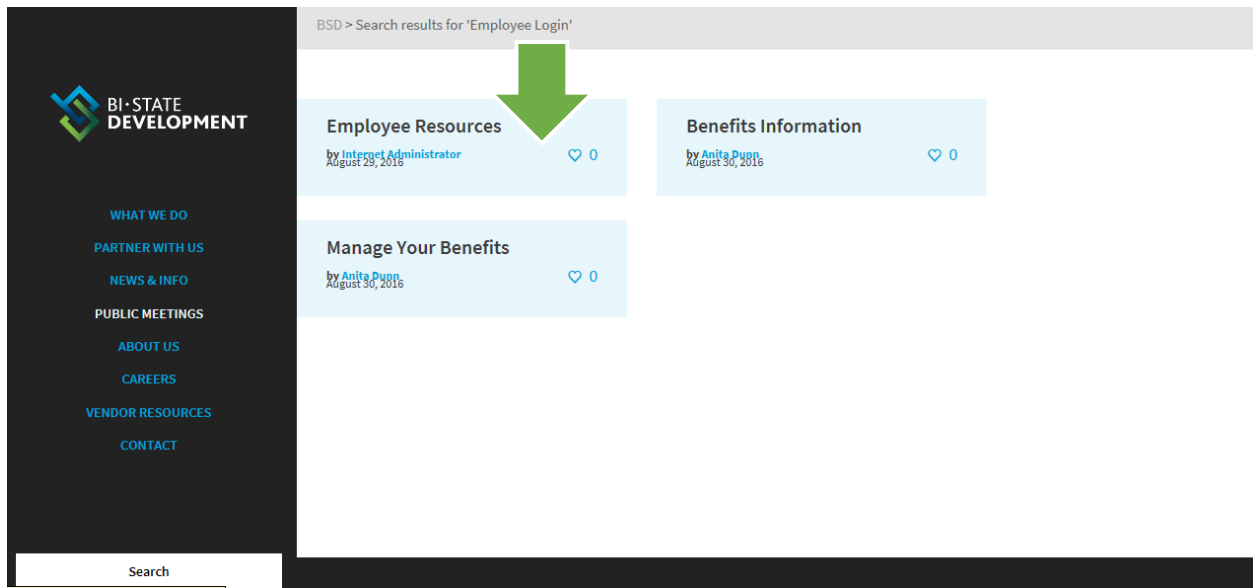 BSD > Search results for 'Employee Login'
BI·STATE
DEVELOPMENT
WHAT WE DO
PARTNER WITH US
NEWS & INFO
PUBLIC MEETINGS
ABOUT US
CAREERS
VENDOR RESOURCES
CONTACT
Search
Employee Resources
by Internet Administrator
August 29, 2016
0
Benefits Information
by Anita Dunn
August 30, 2016
0
Manage Your Benefits
by Anita Dunn
August 30, 2016
0